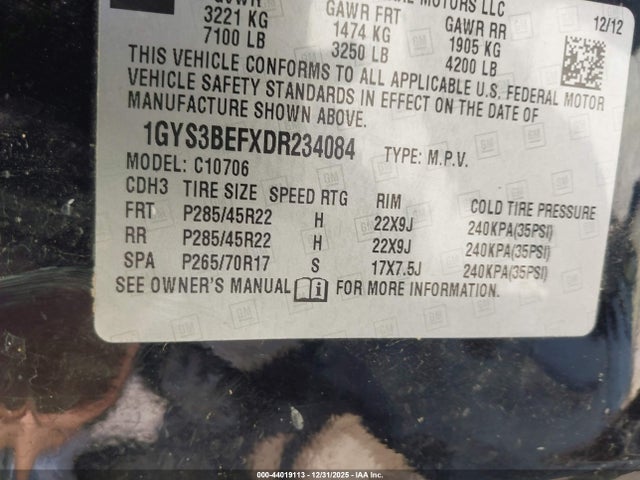 GVWR GAWR FRT GAWR RR
MOTORS LLC
3221 KG 1474 KG 1905 KG 12/12
7100 LB 3250 LB 4200 LB
THIS VEHICLE CONFORMS TO ALL APPLICABLE U.S. FEDERAL MOTOR
VEHICLE SAFETY STANDARDS IN EFFECT ON THE DATE OF
MANUFACTURE SHOWN ABOVE.
1GYS3BEFXDR234084 TYPE: M.P.V.
MODEL: C10706
CDH3 TIRE SIZE SPEED RTG RIM COLD TIRE PRESSURE
FRT P285/45R22 H 22X9J 240KPA(35PSI)
RR P285/45R22 H 22X9J 240KPA(35PSI)
SPA P265/70R17 S 17X7.5J 240KPA(35PSI)
SEE OWNER'S MANUAL i FOR MORE INFORMATION.
000-44019113 - 12/31/2025 - IAA Inc.